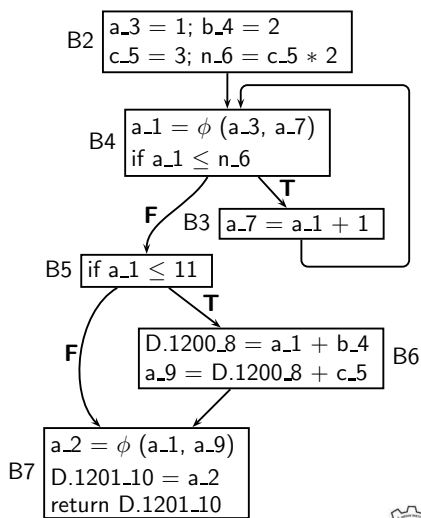 B2
a_3 = 1; b_4 = 2
c_5 = 3; n_6 = c_5 * 2
B4
a_1 = ϕ (a_3, a_7)
if a_1 ≤ n_6
F
T
B3
a_7 = a_1 + 1
B5
if a_1 ≤ 11
F
T
D.1200_8 = a_1 + b_4
a_9 = D.1200_8 + c_5
B6
B7
a_2 = ϕ (a_1, a_9)
D.1201_10 = a_2
return D.1201_10